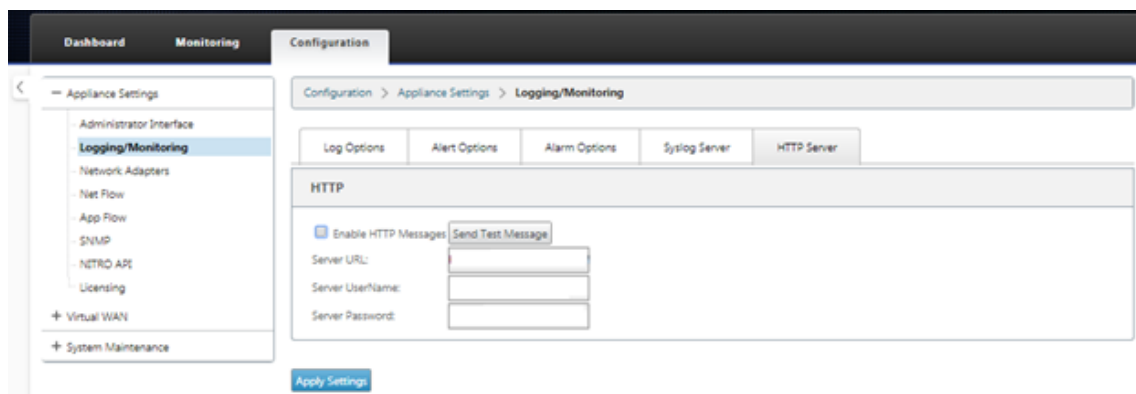 Dashboard Monitoring Configuration
Appliance Settings
Administrator Interface
Logging/Monitoring
Network Adapters
Net Flow
App Flow
SNMP
NITRO API
Licensing
Virtual WAN
System Maintenance
Configuration > Appliance Settings > Logging/Monitoring
Log Options Alert Options Alarm Options Syslog Server HTTP Server
HTTP
Enable HTTP Messages Send Test Message
Server URL:
Server UserName:
Server Password:
Apply Settings